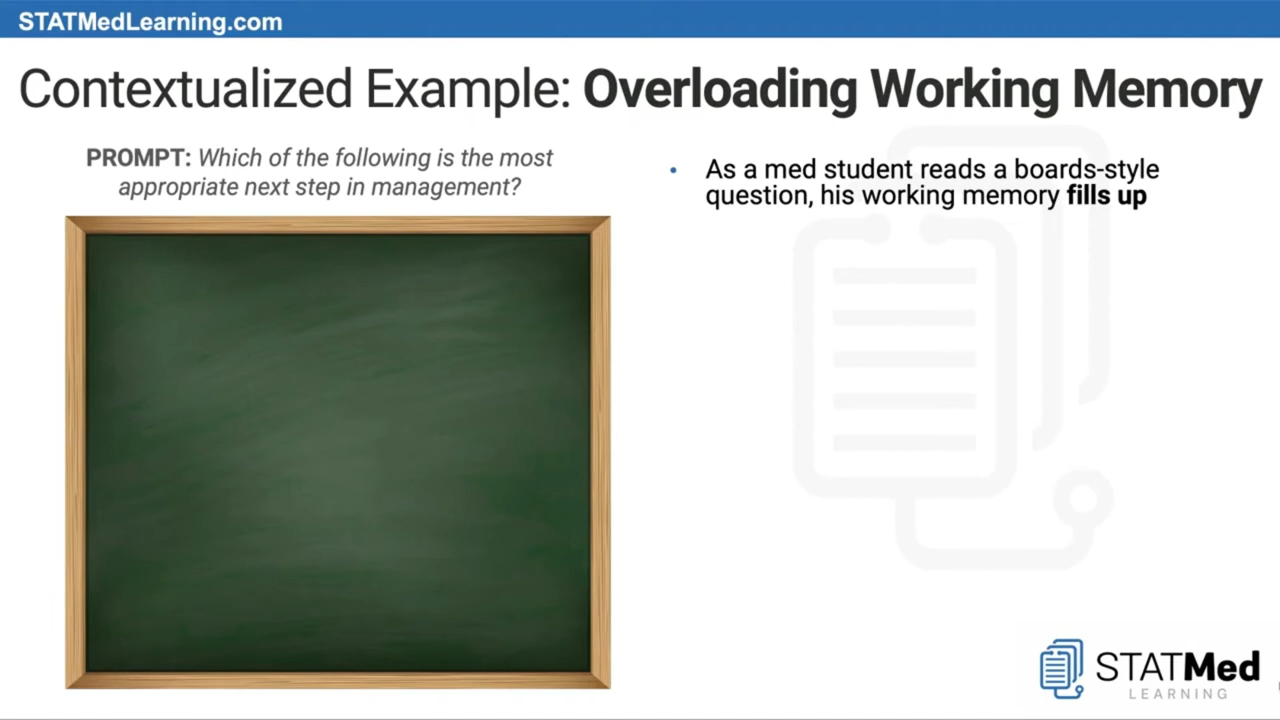 STATMedLearning.com
Contextualized Example: Overloading Working Memory
PROMPT: Which of the following is the most
appropriate next step in management?
• As a med student reads a boards-style
question, his working memory fills up
STATMed
LEARNING